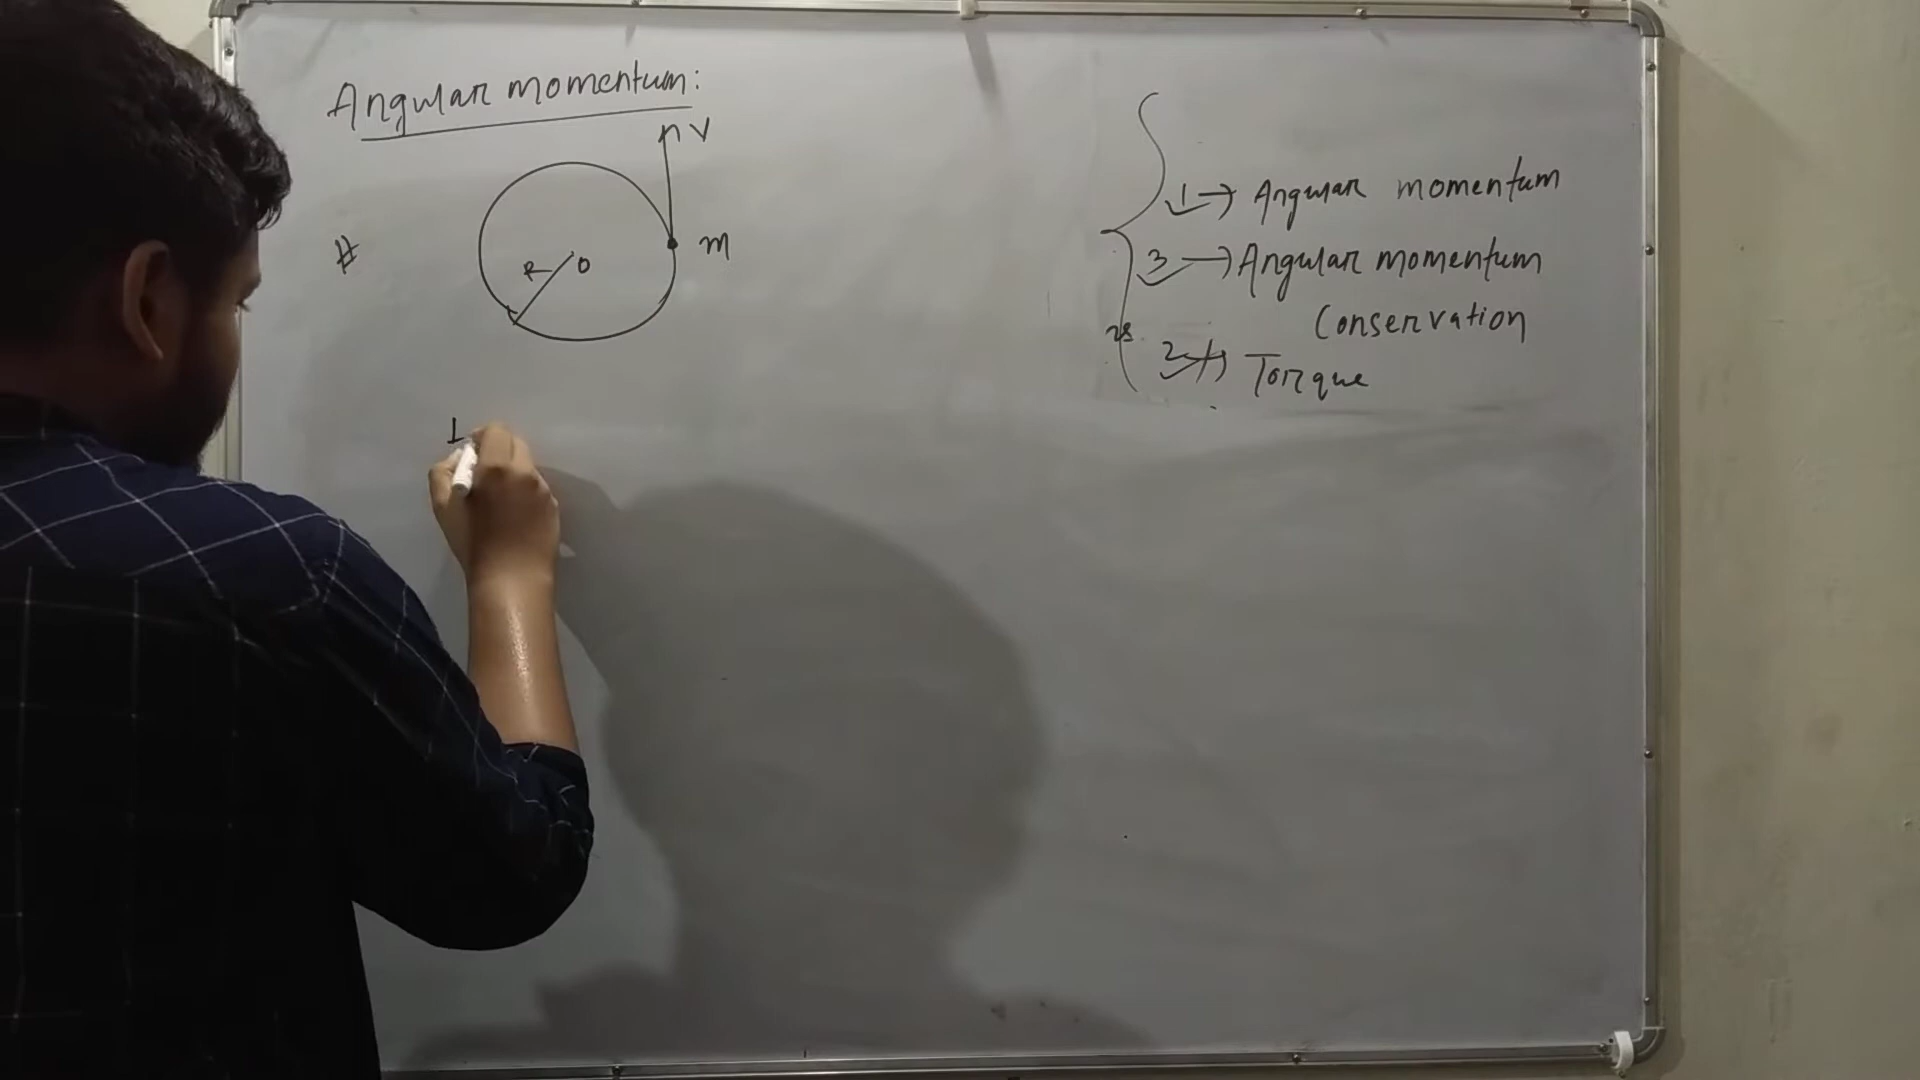 Angular momentum:
v
m
R
O
#
L
1 → Angular momentum
3 → Angular momentum
Conservation
2 → Torque